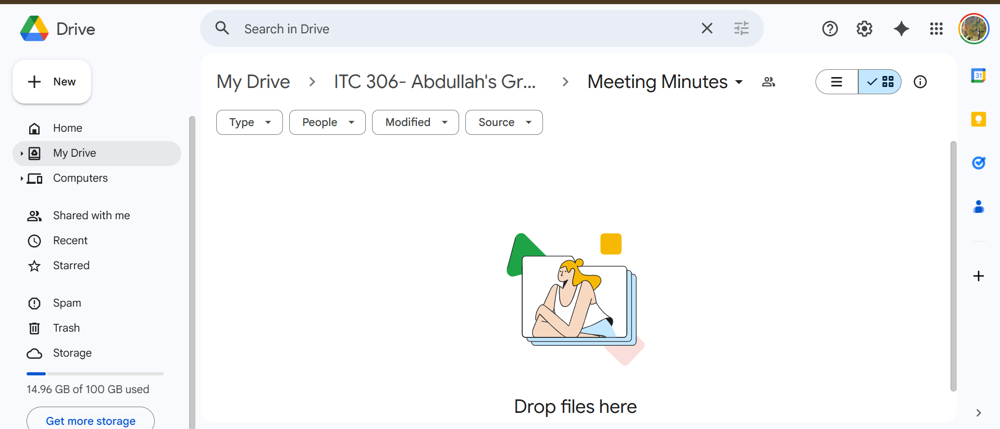 Drive
Search in Drive
New
My Drive
ITC 306- Abdullah's Gr...
Meeting Minutes
Type
People
Modified
Source
Home
My Drive
Computers
Shared with me
Recent
Starred
Spam
Trash
Storage
14.96 GB of 100 GB used
Get more storage
Drop files here
31